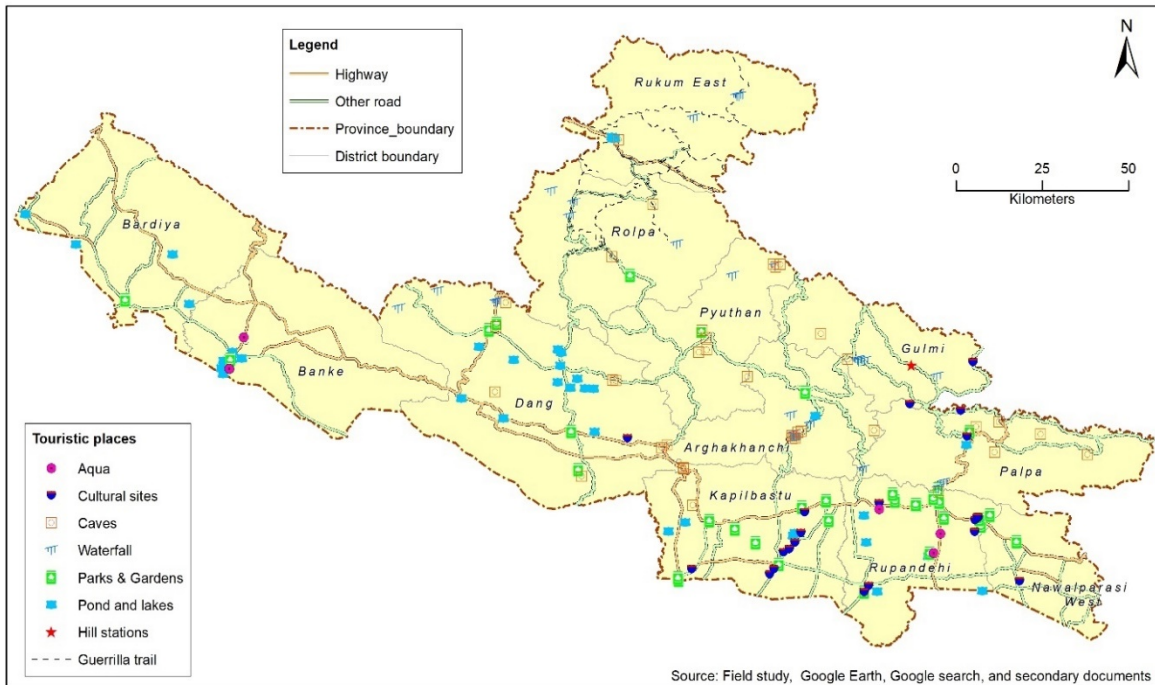 Legend
Highway
Other road
Province_boundary
District boundary
N
0 25 50
Kilometers
Rukum East
Bardiya
Rolpa
Pyuthan
Gulmi
Banke
Dang
Arghakhanchi
Palpa
Kapilbastu
Rupandehi
Nawalparasi
West
Touristic places
Aqua
Cultural sites
Caves
Waterfall
Parks & Gardens
Pond and lakes
Hill stations
Guerrilla trail
Source: Field study, Google Earth, Google search, and secondary documents